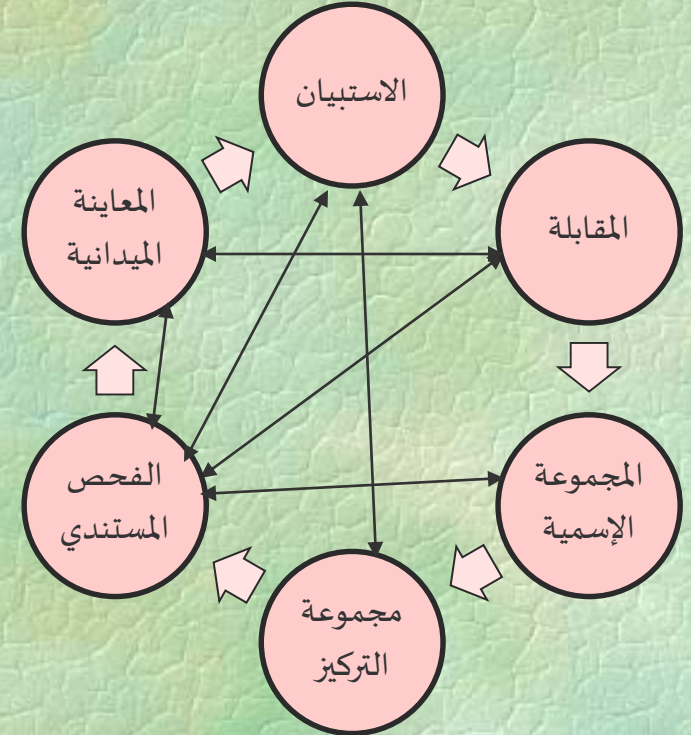 الاستبيان
المقابلة
المجموعة
الإسمية
مجموعة
التركيز
الفحص
المستندي
المعاينة
الميدانية